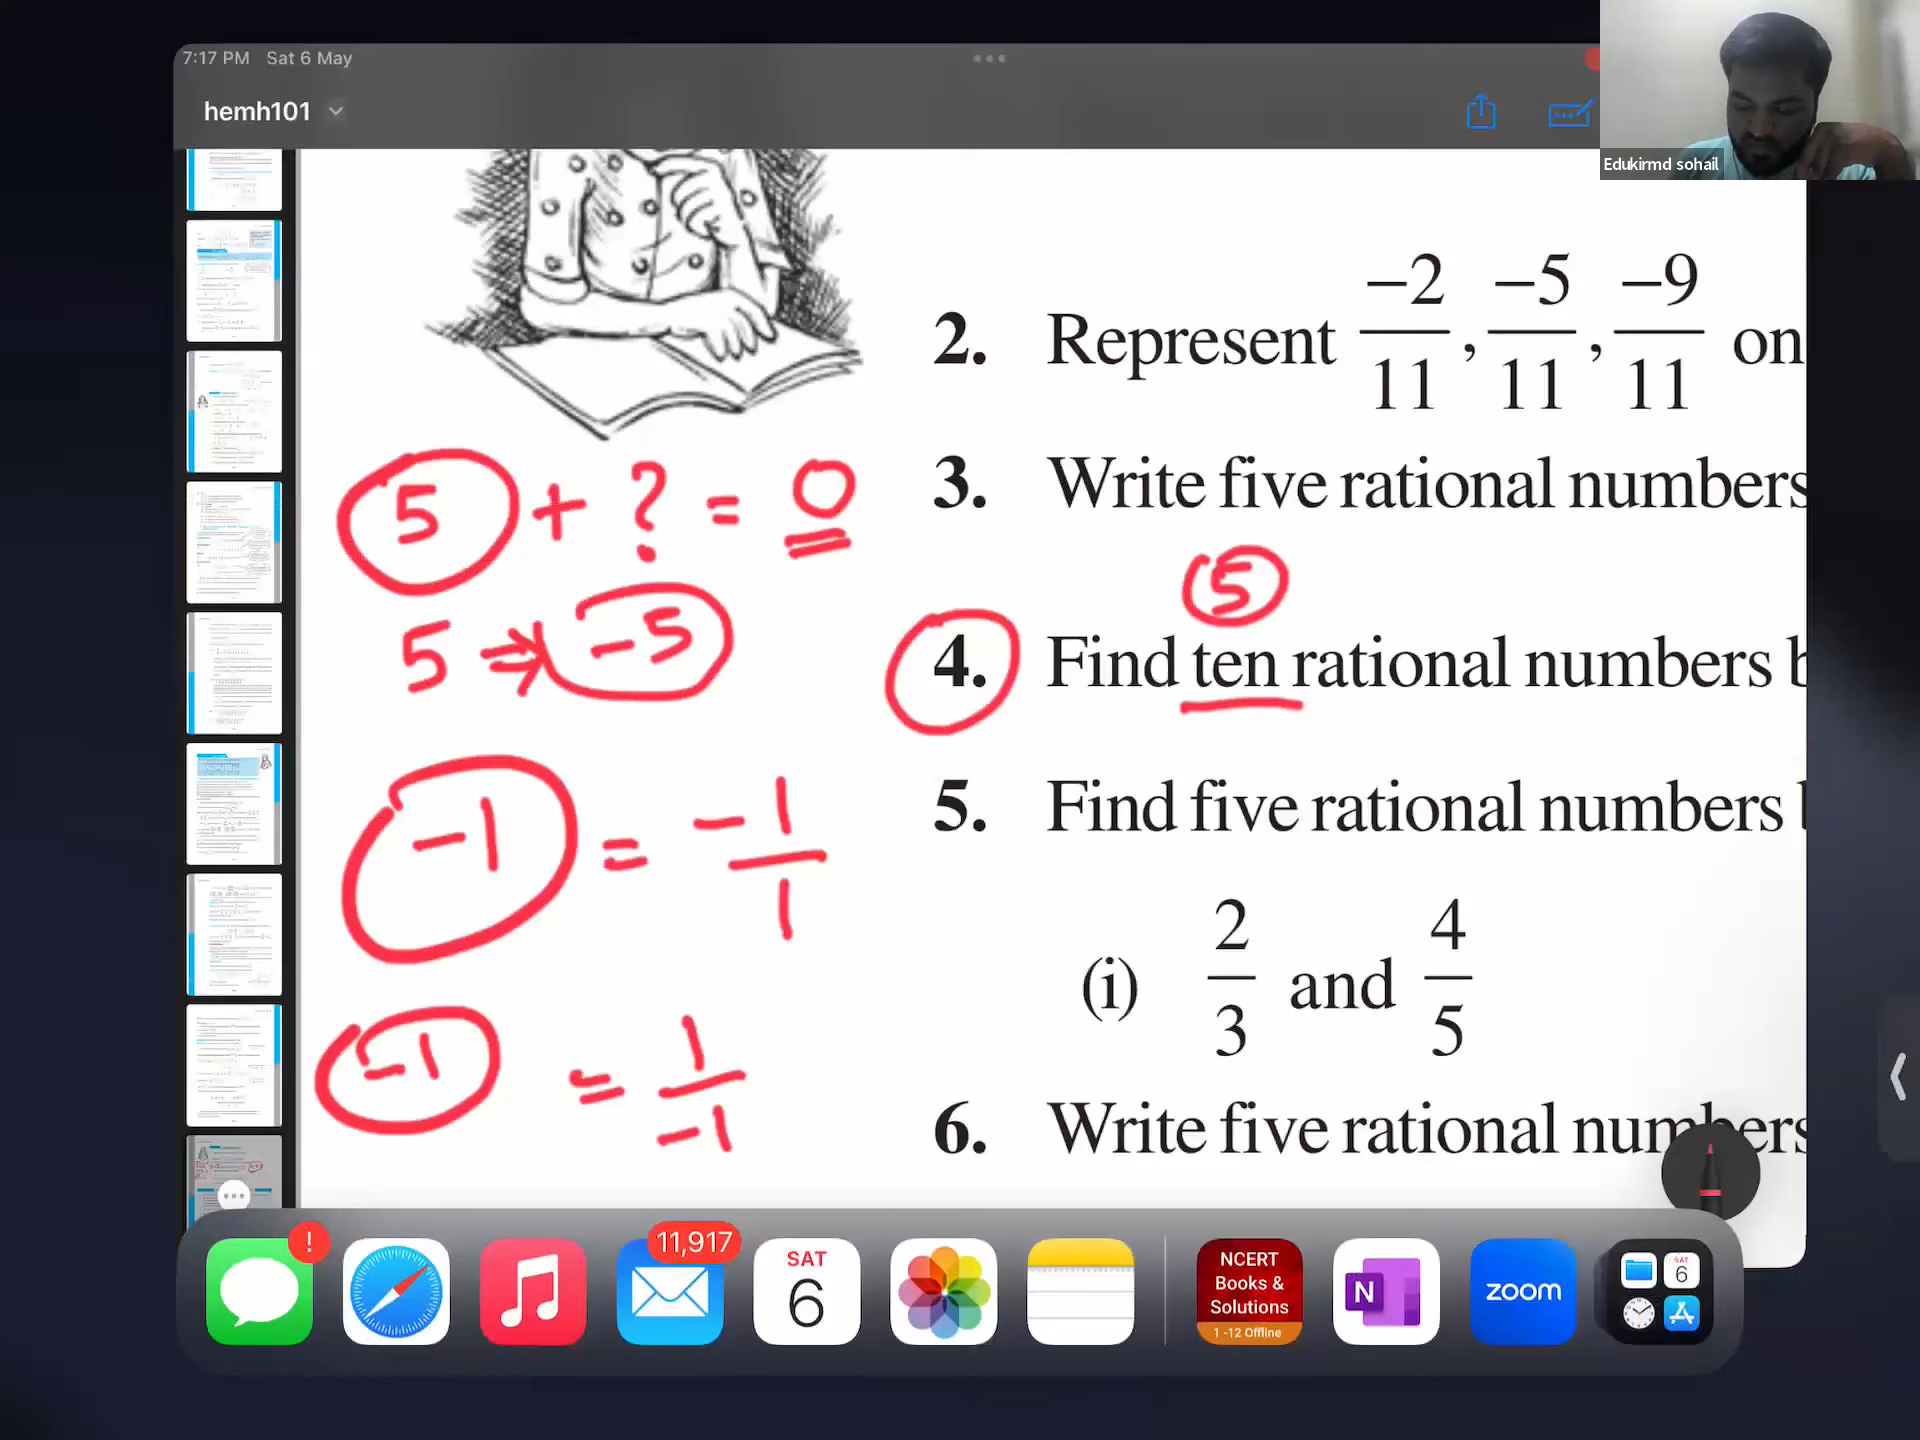 7:17 PM Sat 6 May
hemh101
Edukirmd sohail
2. Represent −2/11, −5/11, −9/11 on
3. Write five rational numbers
4. Find ten rational numbers
5. Find five rational numbers
(i) 2/3 and 4/5
6. Write five rational numbers
5 + ? = 0
5 ⇒ −5
−1 = −1/1
−1 = 1/−1
5
!
11,917
SAT
6
NCERT
Books &
Solutions
1 -12 Offline
N
zoom
SAT
6